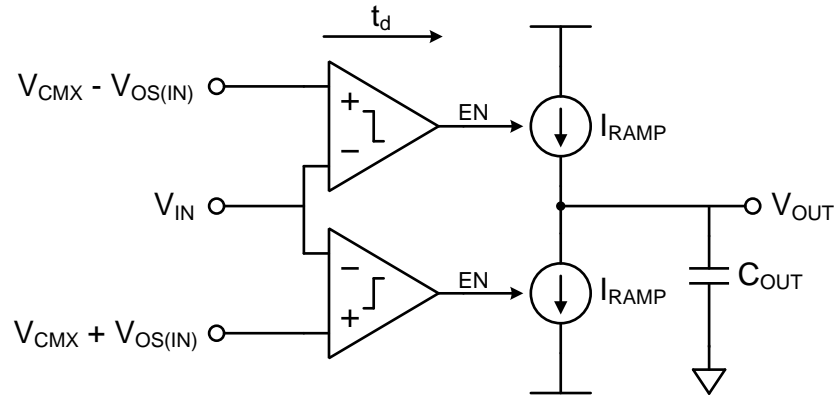 t_d
V_CMX - V_OS(IN)
+
EN
I_RAMP
−
V_IN
V_OUT
−
EN
I_RAMP
C_OUT
+
V_CMX + V_OS(IN)